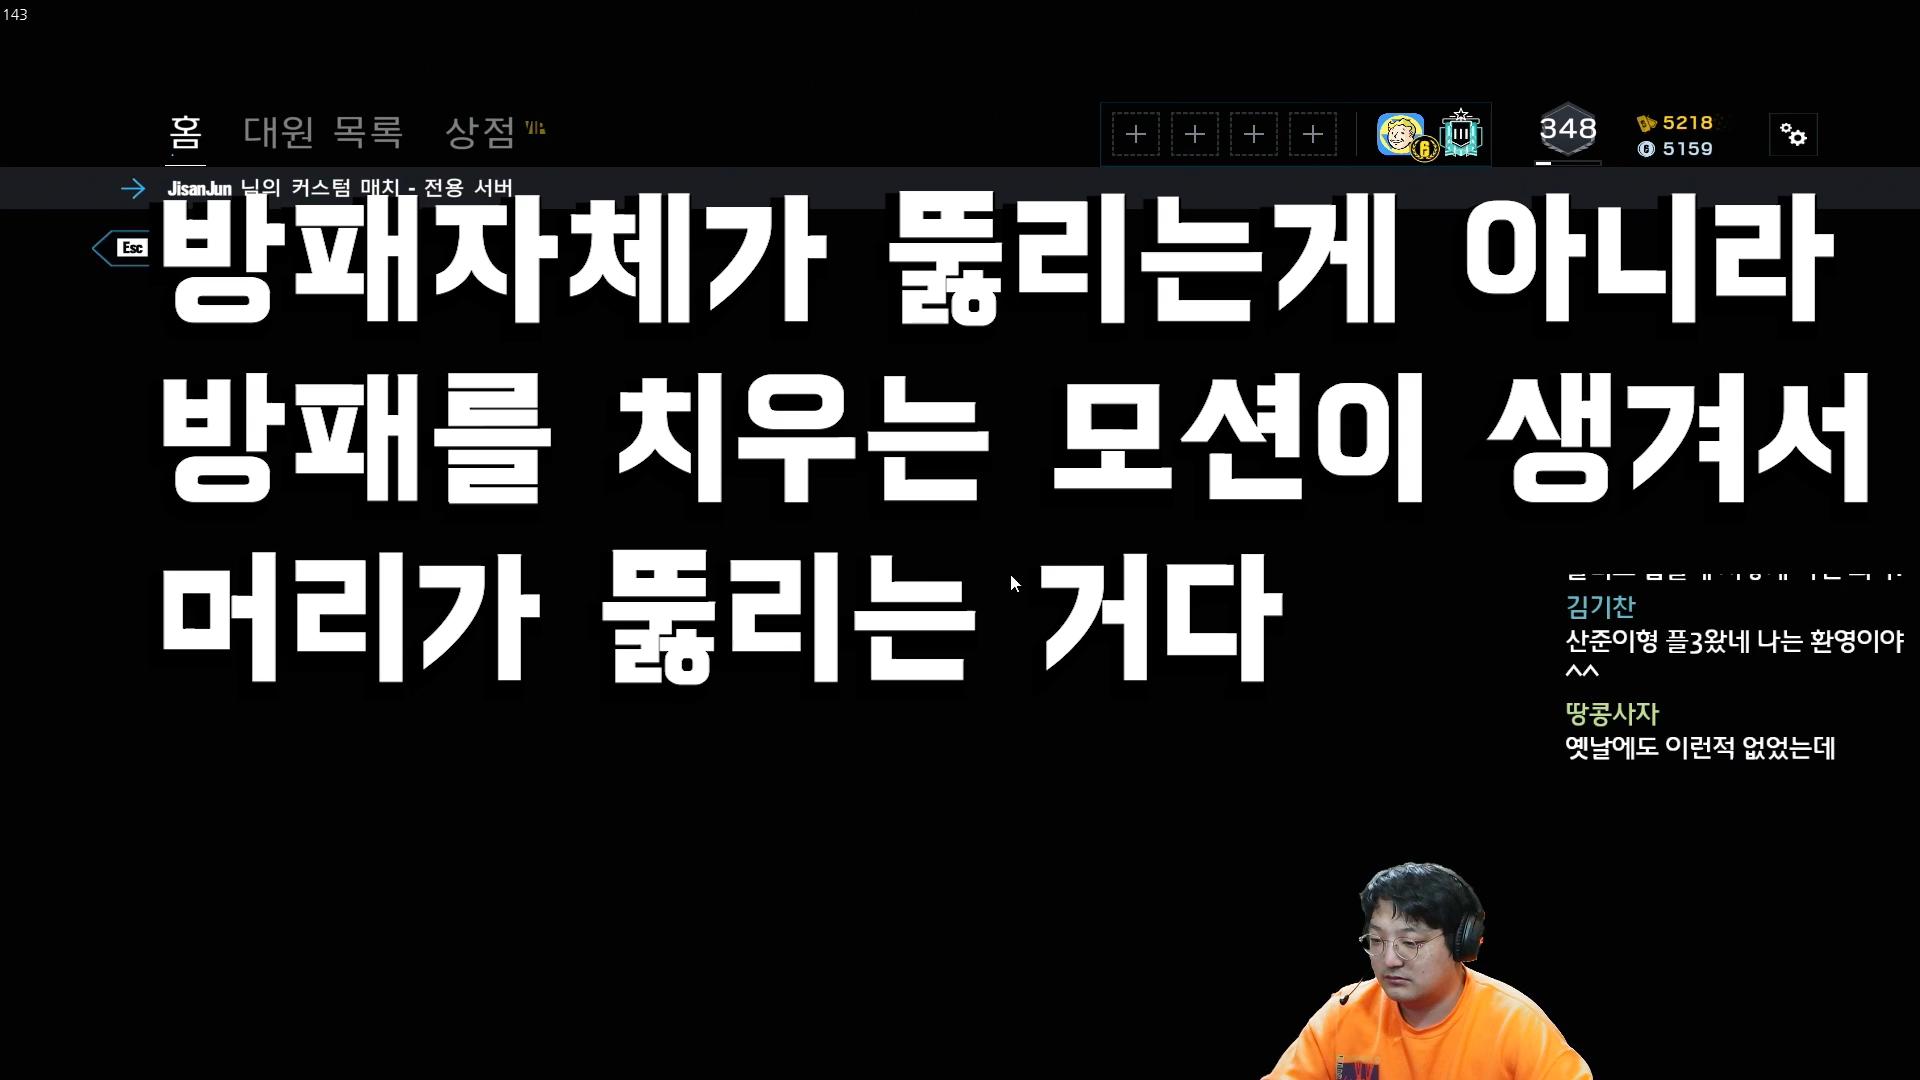 143
홈 대원 목록 상점
348
5218
5159
JisanJun 님의 커스텀 매치 - 전용 서버
Esc
방패자체가 뚫리는게 아니라
방패를 치우는 모션이 생겨서
머리가 뚫리는 거다
김기찬
산준이형 플3왔네 나는 환영이야
^^
땅콩사자
옛날에도 이런적 없었는데